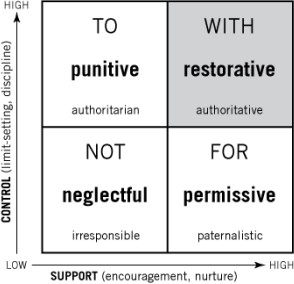 HIGH
CONTROL (limit-setting, discipline)
TO
punitive
authoritarian
WITH
restorative
authoritative
NOT
neglectful
irresponsible
FOR
permissive
paternalistic
LOW
HIGH
SUPPORT (encouragement, nurture)